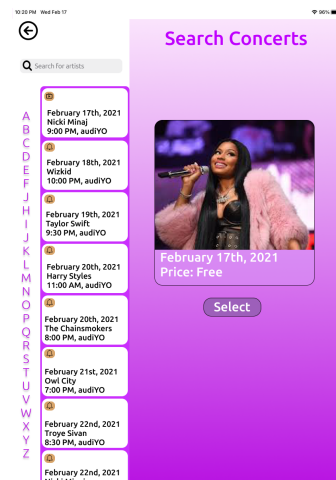 10:20 PM Wed Feb 17
96%
Search Concerts
Search for artists
A
B
C
D
E
F
J
H
I
J
K
L
M
N
O
P
Q
R
S
T
U
V
W
X
Y
Z
February 17th, 2021
Nicki Minaj
9:00 PM, audiYO
February 18th, 2021
Wizkid
10:00 PM, audiYO
February 19th, 2021
Taylor Swift
9:30 PM, audiYO
February 20th, 2021
Harry Styles
11:00 AM, audiYO
February 20th, 2021
The Chainsmokers
8:00 PM, audiYO
February 21st, 2021
Owl City
7:00 PM, audiYO
February 22nd, 2021
Troye Sivan
8:30 PM, audiYO
February 22nd, 2021
February 17th, 2021
Price: Free
Select